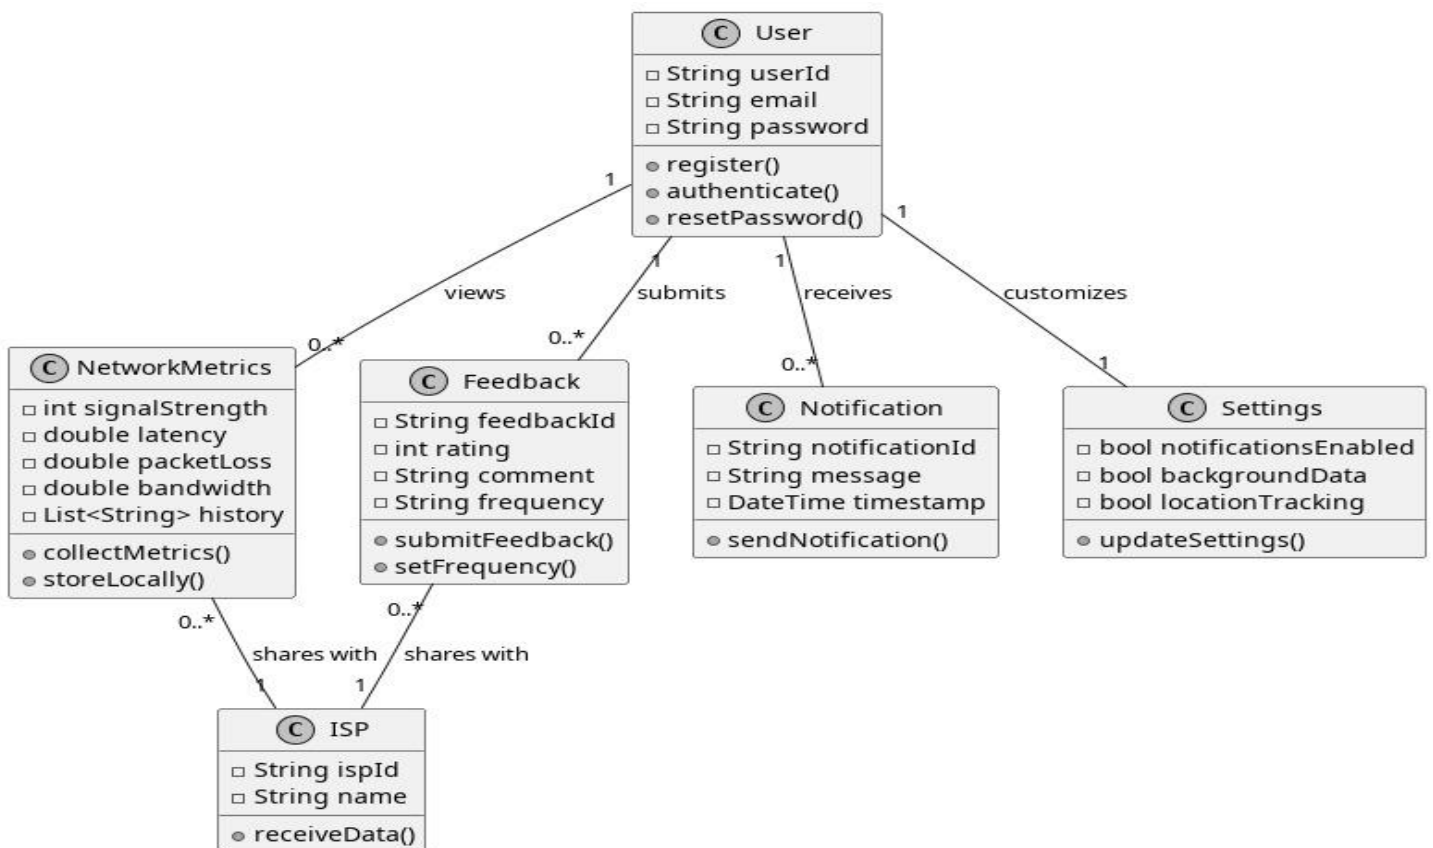 C User
String userId
String email
String password
register()
authenticate()
resetPassword()
1
1
1
1
views
submits
receives
customizes
0..*
0..*
0..*
1
C NetworkMetrics
int signalStrength
double latency
double packetLoss
double bandwidth
List<String> history
collectMetrics()
storeLocally()
C Feedback
String feedbackId
int rating
String comment
String frequency
submitFeedback()
setFrequency()
C Notification
String notificationId
String message
DateTime timestamp
sendNotification()
C Settings
bool notificationsEnabled
bool backgroundData
bool locationTracking
updateSettings()
0..*
0..*
shares with
shares with
1
1
C ISP
String ispId
String name
receiveData()